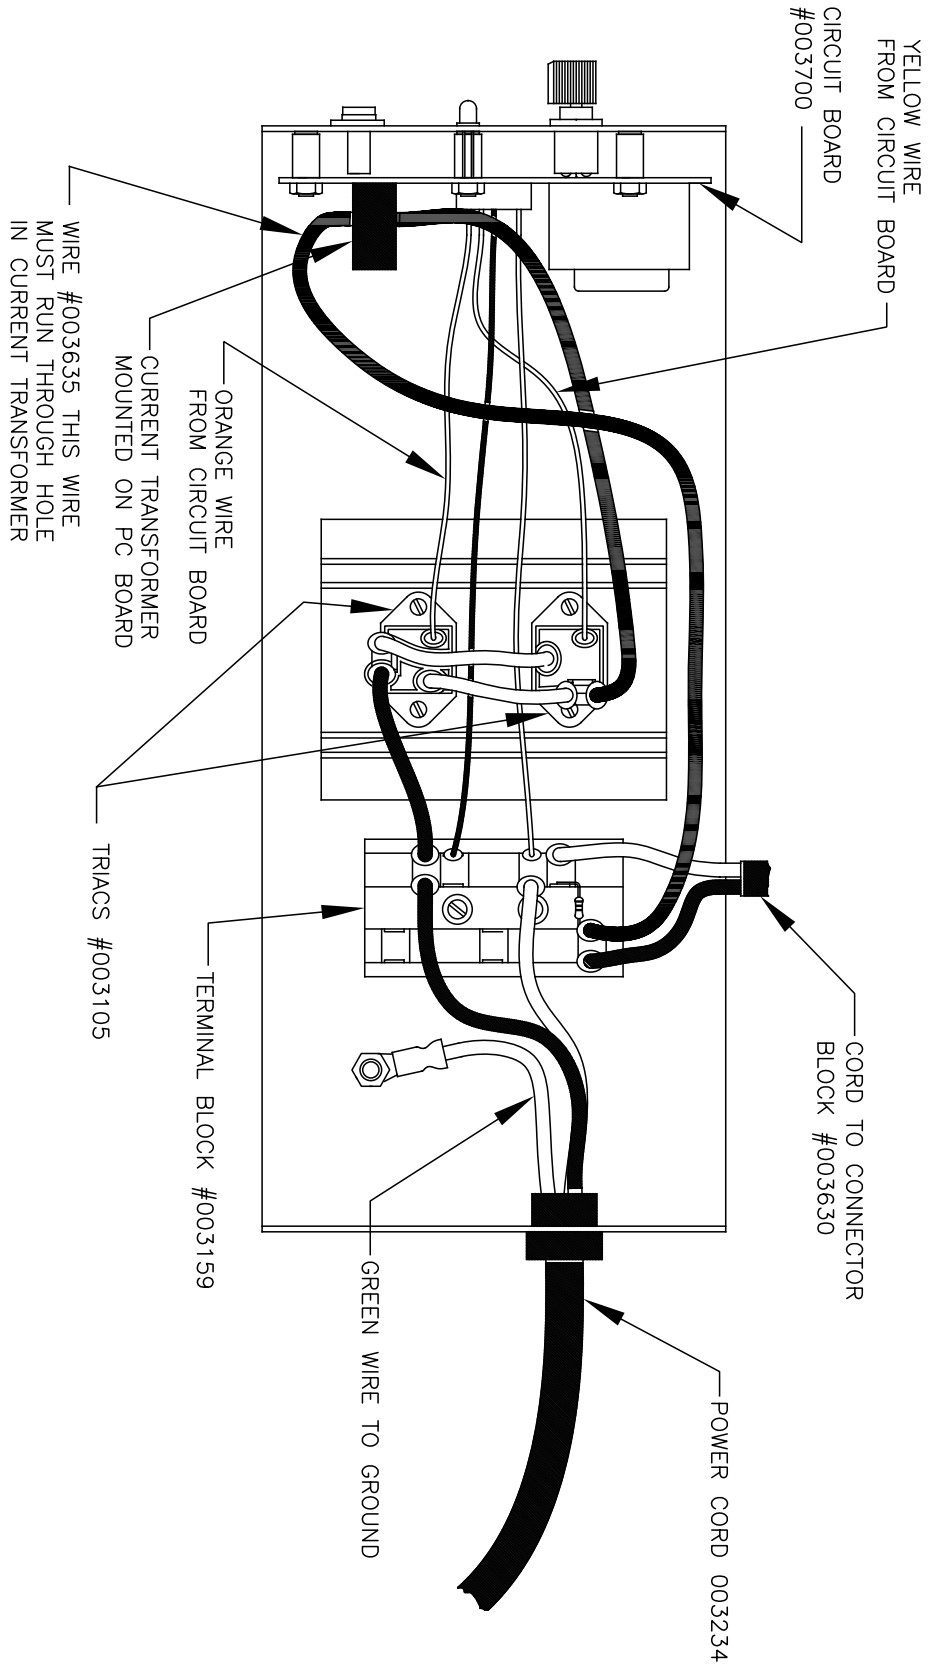 YELLOW WIRE
FROM CIRCUIT BOARD
CIRCUIT BOARD
#003700
WIRE #003635 THIS WIRE
MUST RUN THROUGH HOLE
IN CURRENT TRANSFORMER
CURRENT TRANSFORMER
MOUNTED ON PC BOARD
ORANGE WIRE
FROM CIRCUIT BOARD
TRIACS #003105
TERMINAL BLOCK #003159
CORD TO CONNECTOR
BLOCK #003630
GREEN WIRE TO GROUND
POWER CORD 003234